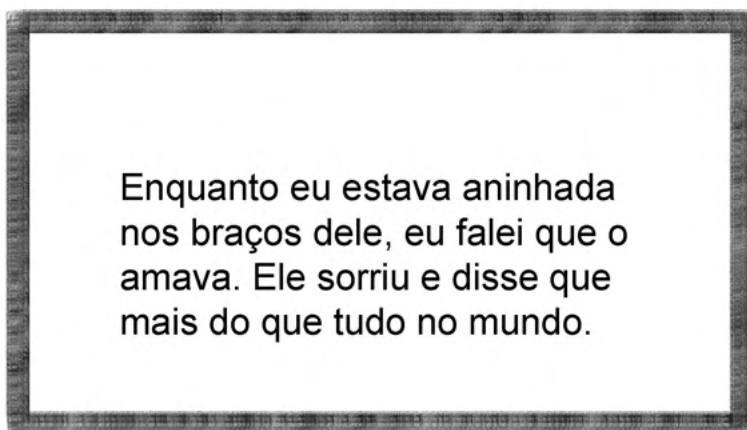 Enquanto eu estava aninhada
nos braços dele, eu falei que o
amava. Ele sorriu e disse que
mais do que tudo no mundo.